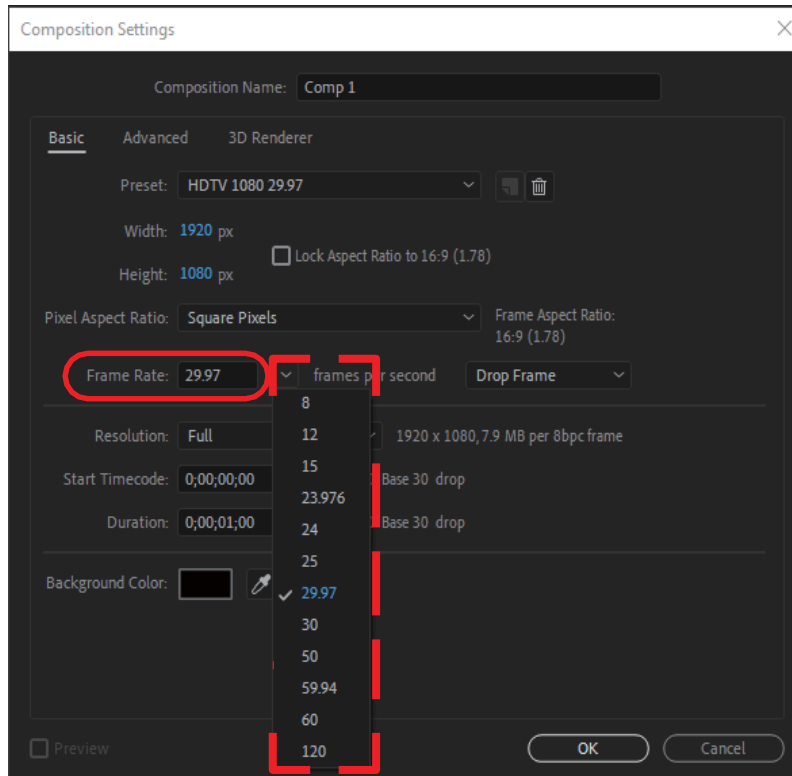 Composition Settings
Composition Name: Comp 1
Basic Advanced 3D Renderer
Preset: HDTV 1080 29.97
Width: 1920 px
Lock Aspect Ratio to 16:9 (1.78)
Height: 1080 px
Pixel Aspect Ratio: Square Pixels
Frame Aspect Ratio:
16:9 (1.78)
Frame Rate: 29.97 frames per second Drop Frame
8
12
15
23.976
24
25
29.97
30
50
59.94
60
120
Resolution: Full 1920 x 1080, 7.9 MB per 8bpc frame
Start Timecode: 0;00;00;00 Base 30 drop
Duration: 0;00;01;00 Base 30 drop
Background Color:
Preview OK Cancel